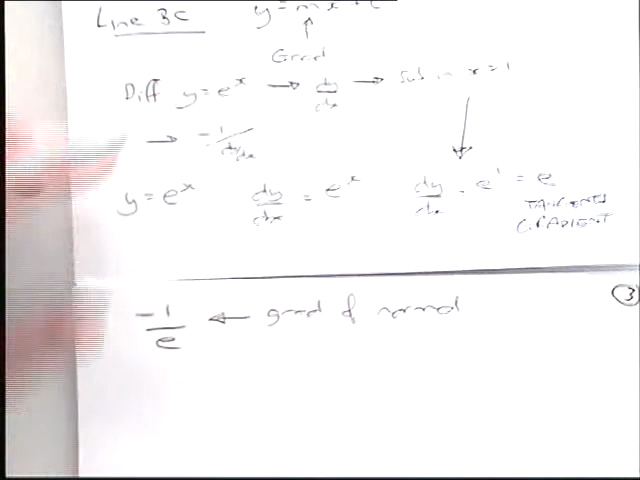 Line BC y = mx + c
Grad
Diff y = e^x → dy/dx → Sub in x = 1
→ -1/(dy/dx)
y = e^x dy/dx = e^x dy/dx = e^1 = e
TANGENTS
GRADIENT
3
-1/e ← grad of normal